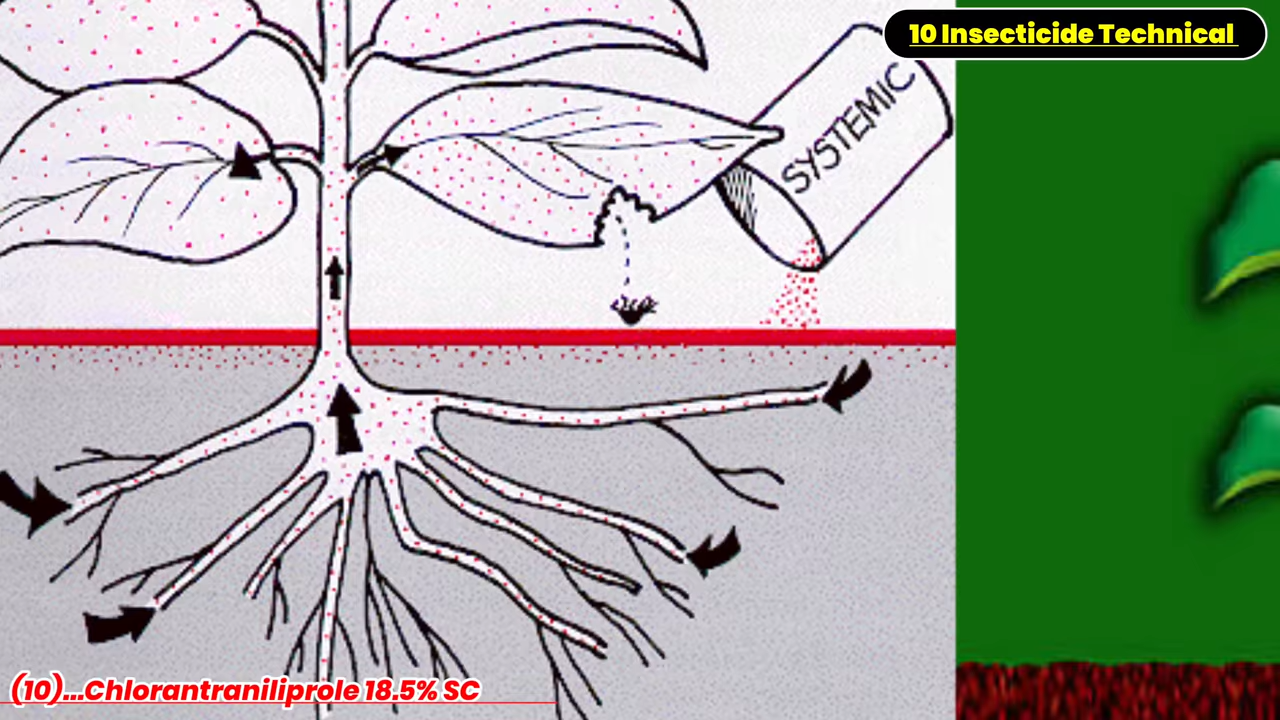 10 Insecticide Technical
SYSTEMIC
(10)...Chlorantraniliprole 18.5% SC